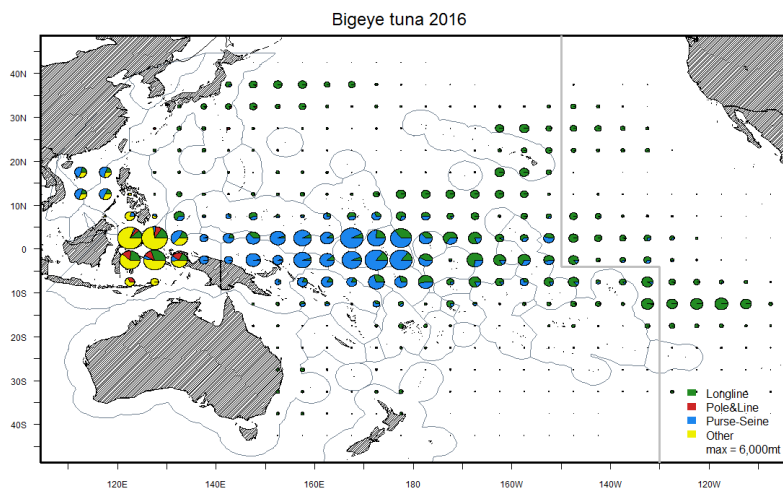 Bigeye tuna 2016
40N
30N
20N
10N
0
10S
20S
30S
40S
Longline
Pole&Line
Purse-Seine
Other
max = 6,000mt
120E 140E 160E 180 160W 140W 120W